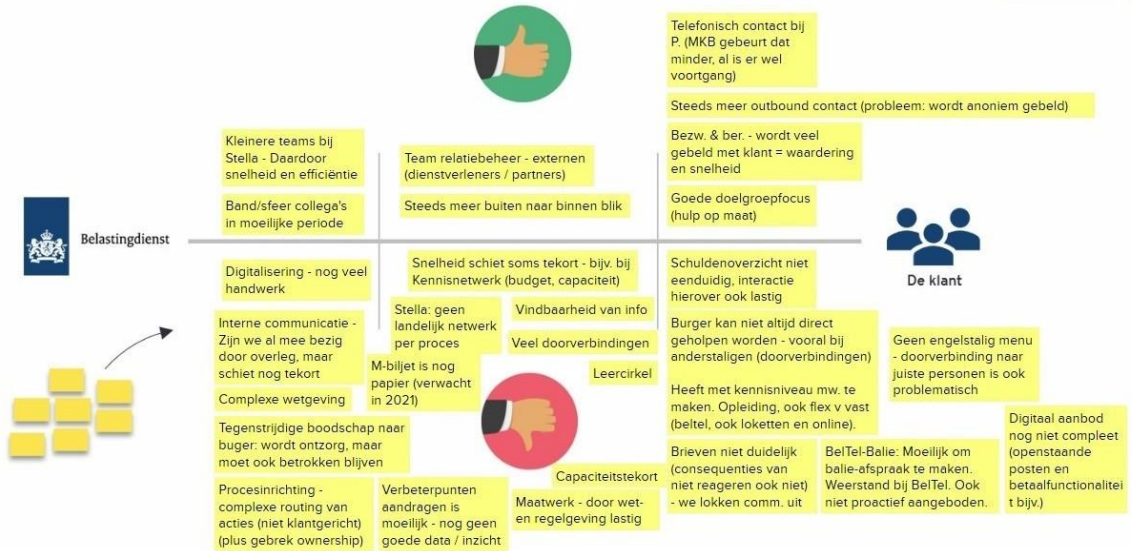 Telefonisch contact bij
P. (MKB gebeurt dat
minder, al is er wel
voortgang)
Steeds meer outbound contact (probleem: wordt anoniem gebeld)
Kleinere teams bij
Stella - Daardoor
snelheid en efficiëntie
Team relatiebeheer - externen
(dienstverleners / partners)
Bezw. & ber. - wordt veel
gebeld met klant = waardering
en snelheid
Band/sfeer collega's
in moeilijke periode
Steeds meer buiten naar binnen blik
Goede doelgroepfocus
(hulp op maat)
Belastingdienst
De klant
Digitalisering - nog veel
handwerk
Snelheid schiet soms tekort - bijv. bij
Kennisnetwerk (budget, capaciteit)
Schuldenoverzicht niet
eenduidig, interactie
hierover ook lastig
Interne communicatie -
Zijn we al mee bezig
door overleg, maar
schiet nog tekort
Stella: geen
landelijk netwerk
per proces
Vindbaarheid van info
Veel doorverbindingen
Burger kan niet altijd direct
geholpen worden - vooral bij
anderstaligen (doorverbindingen)
Heeft met kennisniveau mw. te
maken. Opleiding, ook flex v vast
(beltel, ook loketten en online).
Geen engelstalig menu
- doorverbinding naar
juiste personen is ook
problematisch
M-biljet is nog
papier (verwacht
in 2021)
Leercirkel
Complexe wetgeving
Tegenstrijdige boodschap naar
buger: wordt ontzorg, maar
moet ook betrokken blijven
Digitaal aanbod
nog niet compleet
(openstaande
posten en
betaalfunctionalitei
t bijv.)
Capaciteitstekort
Brieven niet duidelijk
(consequenties van
niet reageren ook niet)
- we lokken comm. uit
BelTel-Balie: Moeilijk om
balie-afspraak te maken.
Weerstand bij BelTel. Ook
niet proactief aangeboden.
Procesinrichting -
complexe routing van
acties (niet klantgericht)
(plus gebrek ownership)
Verbeterpunten
aandragen is
moeilijk - nog geen
goede data / inzicht
Maatwerk - door wet-
en regelgeving lastig